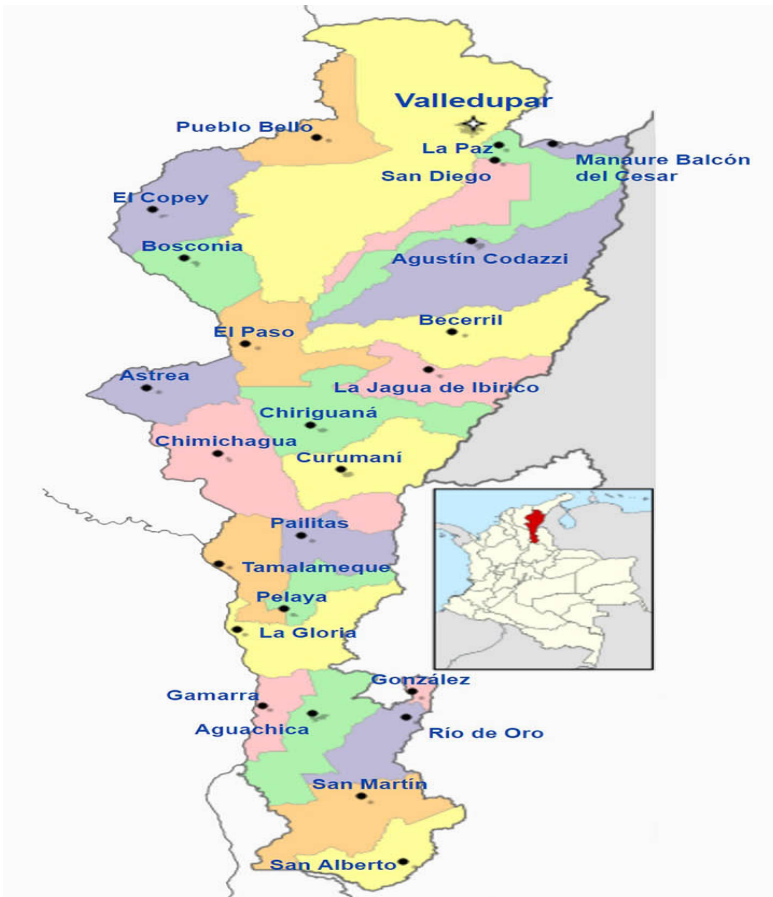 Valledupar
Pueblo Bello
La Paz
Manaure Balcón
del Cesar
San Diego
El Copey
Bosconia
Agustín Codazzi
Becerril
El Paso
Astrea
La Jagua de Ibirico
Chiriguaná
Chimichagua
Curumaní
Pailitas
Tamalameque
Pelaya
La Gloria
González
Gamarra
Aguachica
Río de Oro
San Martín
San Alberto